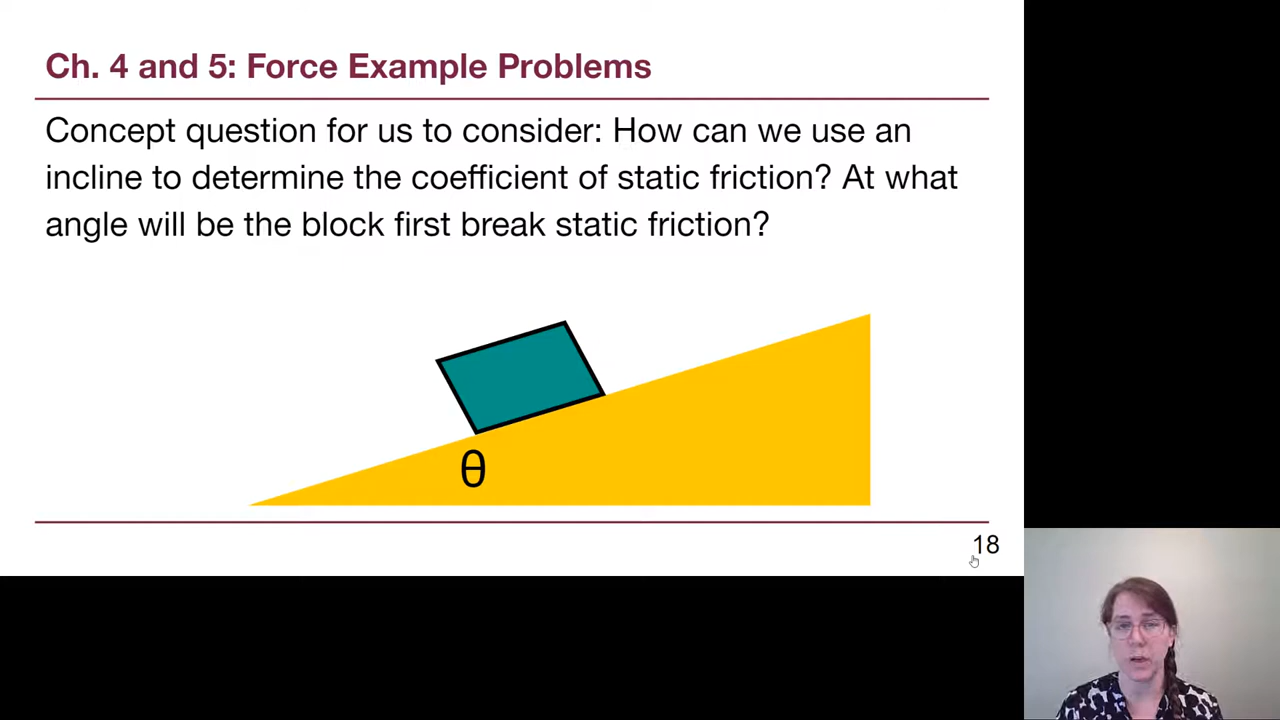 Ch. 4 and 5: Force Example Problems
Concept question for us to consider: How can we use an
incline to determine the coefficient of static friction? At what
angle will be the block first break static friction?
θ
18